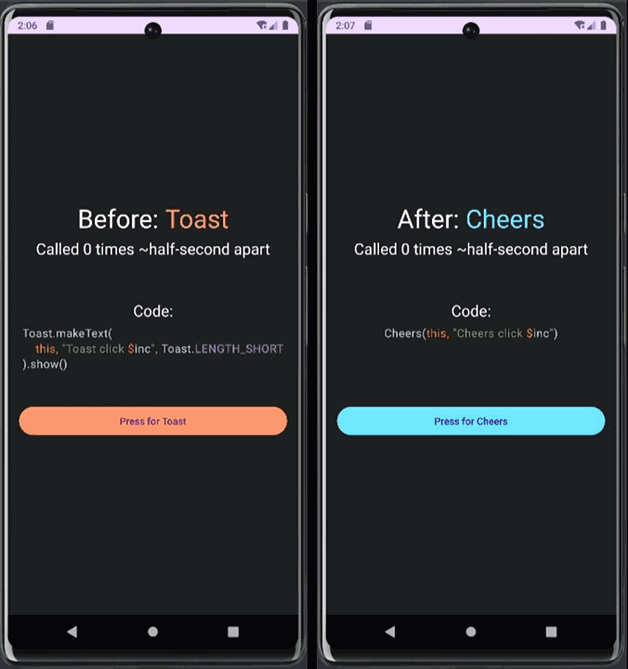 2:06
Before: Toast
Called 0 times ~half-second apart
Code:
Toast.makeText(
this, "Toast click $inc", Toast.LENGTH_SHORT
).show()
Press for Toast
2:07
After: Cheers
Called 0 times ~half-second apart
Code:
Cheers(this, "Cheers click $inc")
Press for Cheers